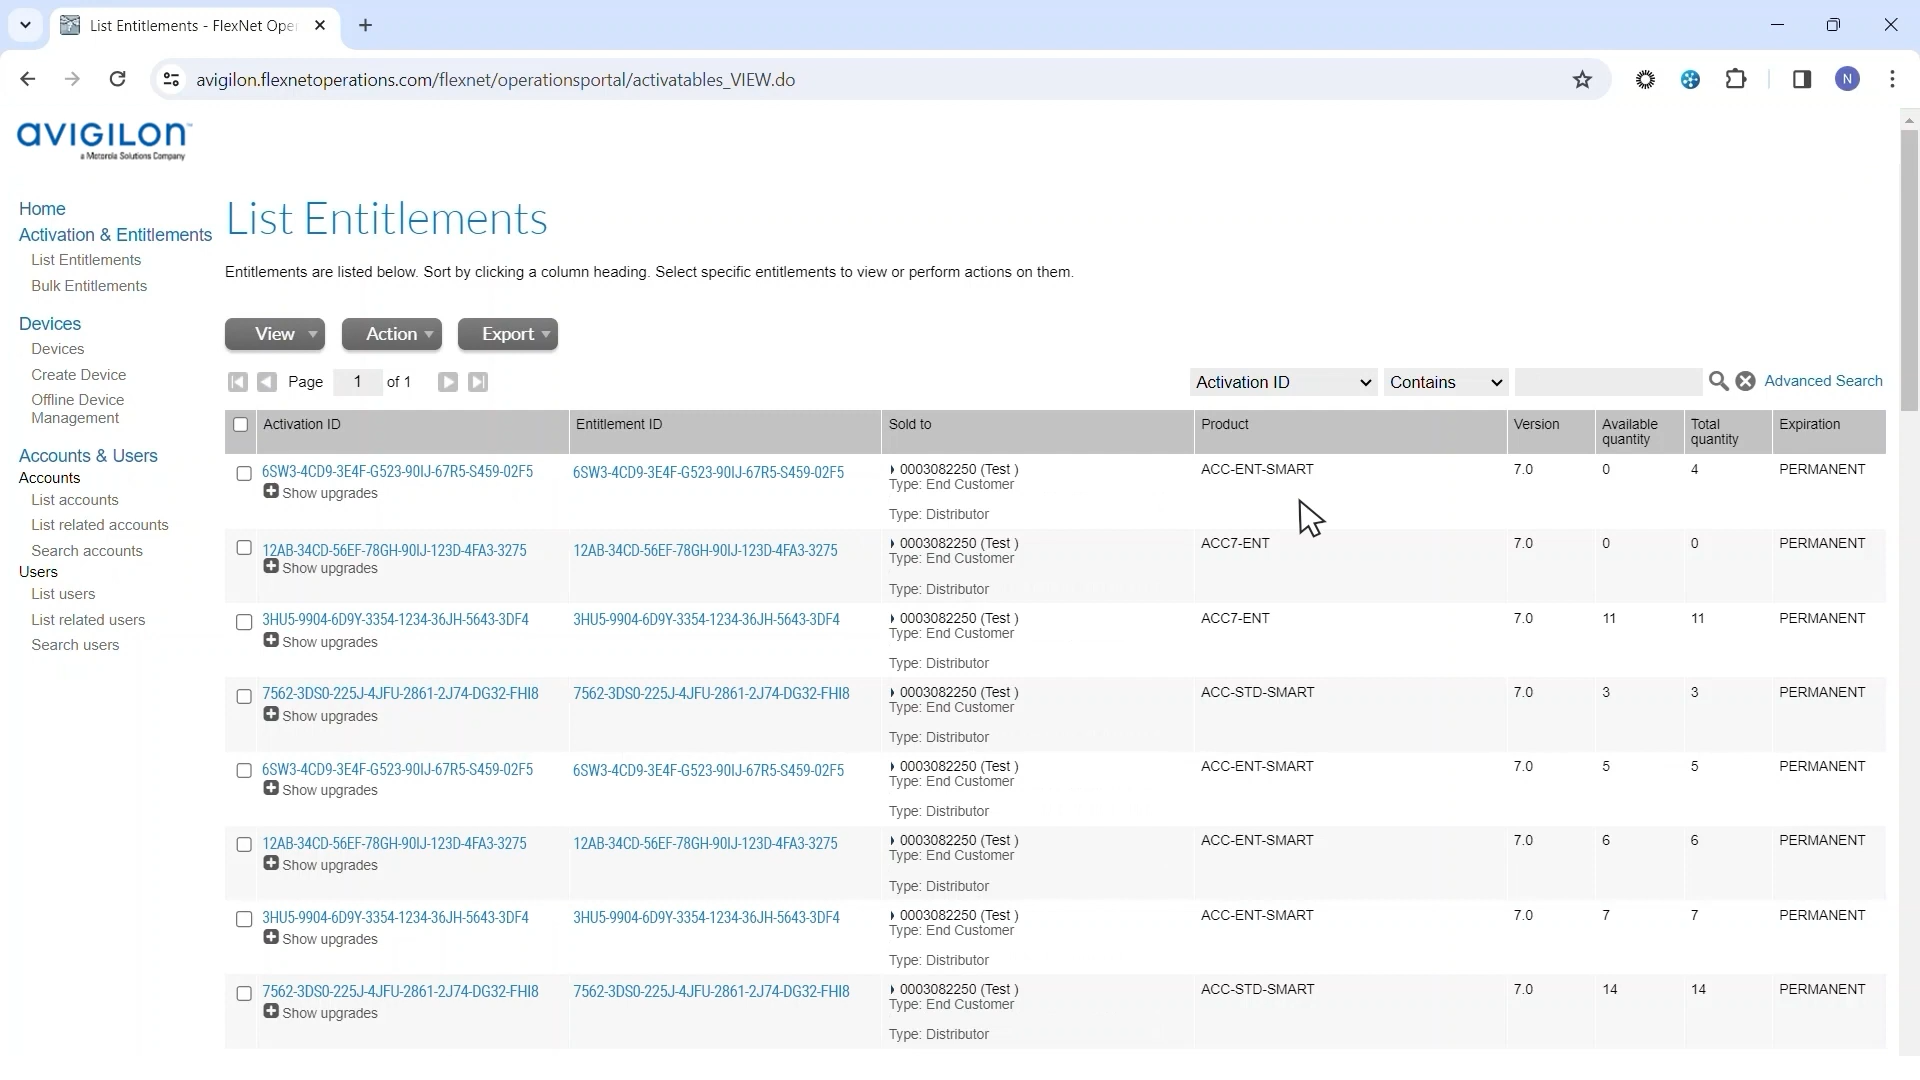 List Entitlements - FlexNet Oper
avigilon.flexnetoperations.com/flexnet/operationsportal/activatables_VIEW.do
N
avigilon
a Motorola Solutions Company
Home
Activation & Entitlements
List Entitlements
Bulk Entitlements
Devices
Devices
Create Device
Offline Device
Management
Accounts & Users
Accounts
List accounts
List related accounts
Search accounts
Users
List users
List related users
Search users
List Entitlements
Entitlements are listed below. Sort by clicking a column heading. Select specific entitlements to view or perform actions on them.
View Action Export
Page 1 of 1
Activation ID Contains Advanced Search
Activation ID Entitlement ID Sold to Product Version Available quantity Total quantity Expiration
6SW3-4CD9-3E4F-G523-90IJ-67R5-S459-02F5 6SW3-4CD9-3E4F-G523-90IJ-67R5-S459-02F5 0003082250 (Test ) ACC-ENT-SMART 7.0 0 4 PERMANENT
Show upgrades Type: End Customer
Type: Distributor
12AB-34CD-56EF-78GH-90IJ-123D-4FA3-3275 12AB-34CD-56EF-78GH-90IJ-123D-4FA3-3275 0003082250 (Test ) ACC7-ENT 7.0 0 0 PERMANENT
Show upgrades Type: End Customer
Type: Distributor
3HU5-9904-6D9Y-3354-1234-36JH-5643-3DF4 3HU5-9904-6D9Y-3354-1234-36JH-5643-3DF4 0003082250 (Test ) ACC7-ENT 7.0 11 11 PERMANENT
Show upgrades Type: End Customer
Type: Distributor
7562-3DS0-225J-4JFU-2861-2J74-DG32-FHI8 7562-3DS0-225J-4JFU-2861-2J74-DG32-FHI8 0003082250 (Test ) ACC-STD-SMART 7.0 3 3 PERMANENT
Show upgrades Type: End Customer
Type: Distributor
6SW3-4CD9-3E4F-G523-90IJ-67R5-S459-02F5 6SW3-4CD9-3E4F-G523-90IJ-67R5-S459-02F5 0003082250 (Test ) ACC-ENT-SMART 7.0 5 5 PERMANENT
Show upgrades Type: End Customer
Type: Distributor
12AB-34CD-56EF-78GH-90IJ-123D-4FA3-3275 12AB-34CD-56EF-78GH-90IJ-123D-4FA3-3275 0003082250 (Test ) ACC-ENT-SMART 7.0 6 6 PERMANENT
Show upgrades Type: End Customer
Type: Distributor
3HU5-9904-6D9Y-3354-1234-36JH-5643-3DF4 3HU5-9904-6D9Y-3354-1234-36JH-5643-3DF4 0003082250 (Test ) ACC-ENT-SMART 7.0 7 7 PERMANENT
Show upgrades Type: End Customer
Type: Distributor
7562-3DS0-225J-4JFU-2861-2J74-DG32-FHI8 7562-3DS0-225J-4JFU-2861-2J74-DG32-FHI8 0003082250 (Test ) ACC-STD-SMART 7.0 14 14 PERMANENT
Show upgrades Type: End Customer
Type: Distributor